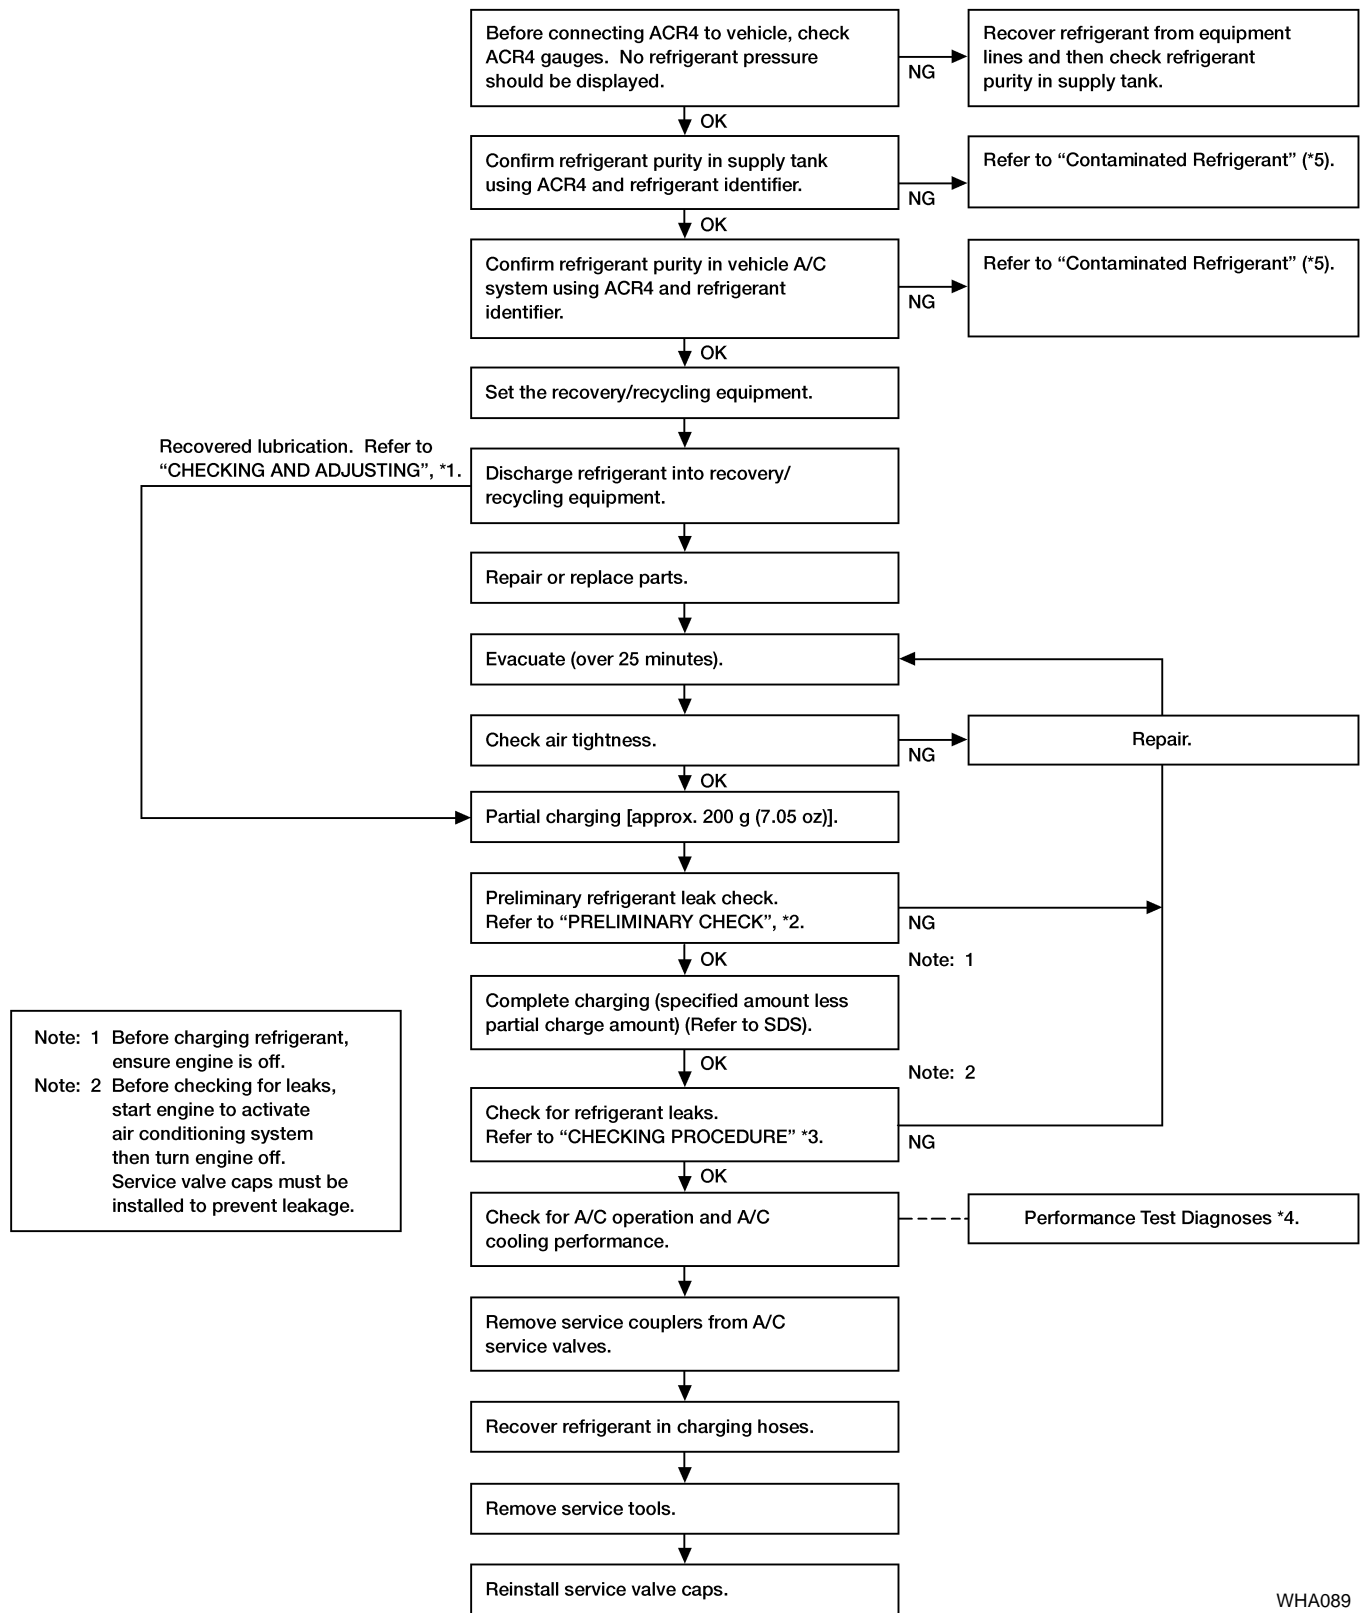 Before connecting ACR4 to vehicle, check
ACR4 gauges. No refrigerant pressure
should be displayed.
NG
Recover refrigerant from equipment
lines and then check refrigerant
purity in supply tank.
OK
Confirm refrigerant purity in supply tank
using ACR4 and refrigerant identifier.
NG
Refer to “Contaminated Refrigerant” (*5).
OK
Confirm refrigerant purity in vehicle A/C
system using ACR4 and refrigerant
identifier.
NG
Refer to “Contaminated Refrigerant” (*5).
OK
Set the recovery/recycling equipment.
Recovered lubrication. Refer to
“CHECKING AND ADJUSTING”, *1.
Discharge refrigerant into recovery/
recycling equipment.
Repair or replace parts.
Evacuate (over 25 minutes).
Check air tightness.
NG
Repair.
OK
Partial charging [approx. 200 g (7.05 oz)].
Preliminary refrigerant leak check.
Refer to “PRELIMINARY CHECK”, *2.
NG
OK
Note: 1
Complete charging (specified amount less
partial charge amount) (Refer to SDS).
OK
Note: 2
Check for refrigerant leaks.
Refer to “CHECKING PROCEDURE” *3.
NG
OK
Note: 1 Before charging refrigerant,
ensure engine is off.
Note: 2 Before checking for leaks,
start engine to activate
air conditioning system
then turn engine off.
Service valve caps must be
installed to prevent leakage.
Check for A/C operation and A/C
cooling performance.
Performance Test Diagnoses *4.
Remove service couplers from A/C
service valves.
Recover refrigerant in charging hoses.
Remove service tools.
Reinstall service valve caps.
WHA089